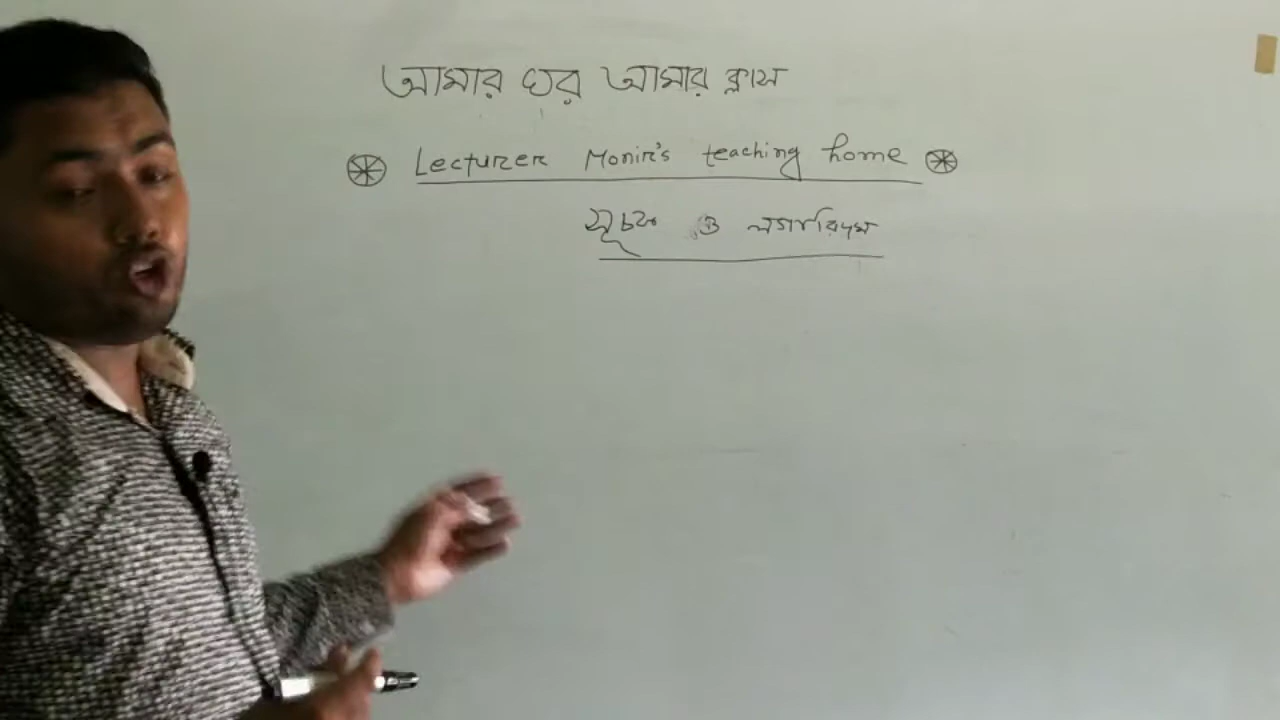 আমার ঘর আমার ক্লাস
Lecturer Monir's teaching home
সূচক ও লগারিদম